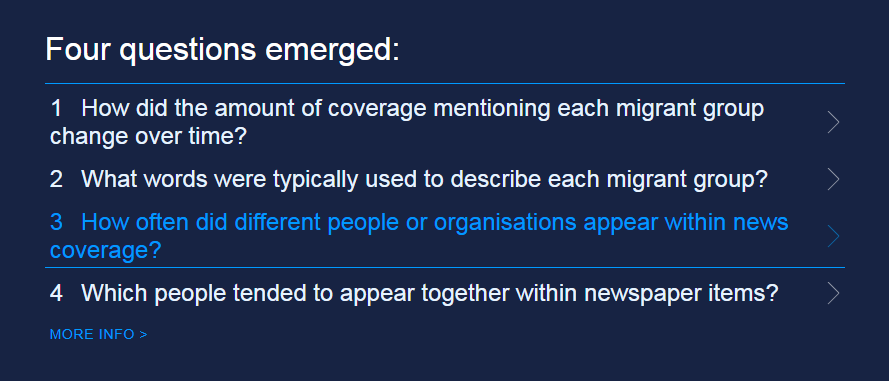 Four questions emerged:
1 How did the amount of coverage mentioning each migrant group
change over time?
2 What words were typically used to describe each migrant group?
3 How often did different people or organisations appear within news
coverage?
4 Which people tended to appear together within newspaper items?
MORE INFO >